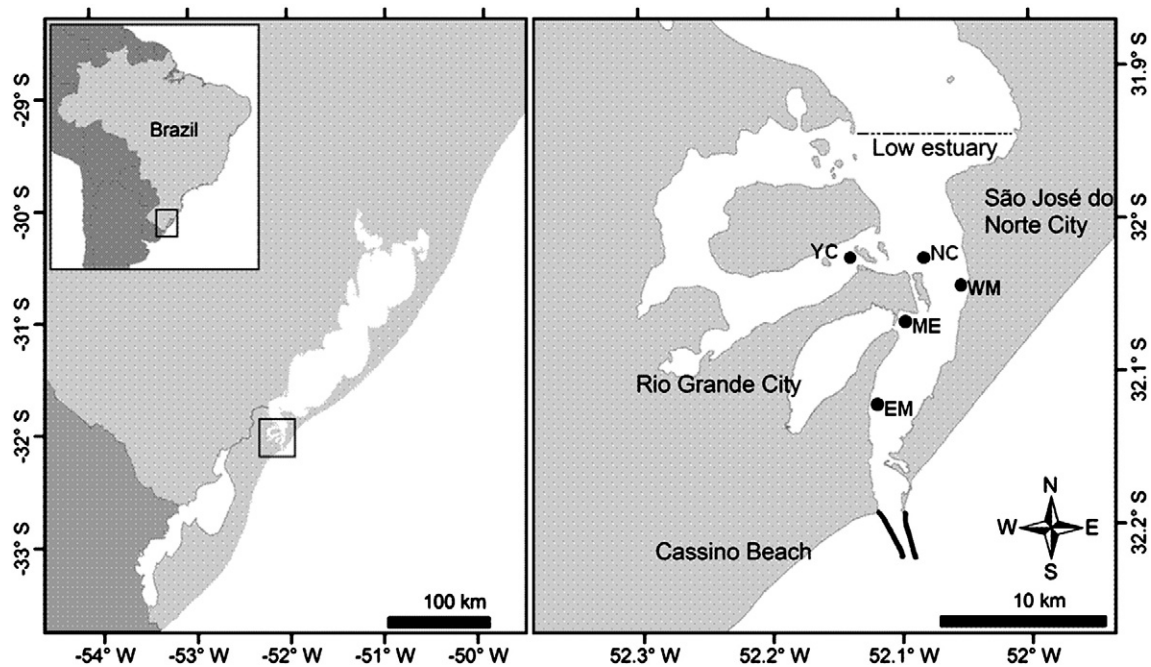 Brazil
-29° S
-30° S
-31° S
-32° S
-33° S
-54° W
-53° W
-52° W
-51° W
-50° W
100 km
Low estuary
São José do
Norte City
YC
NC
WM
ME
Rio Grande City
EM
Cassino Beach
N
W
E
S
10 km
31.9° S
32° S
32.1° S
32.2° S
52.3° W
52.2° W
52.1° W
52° W